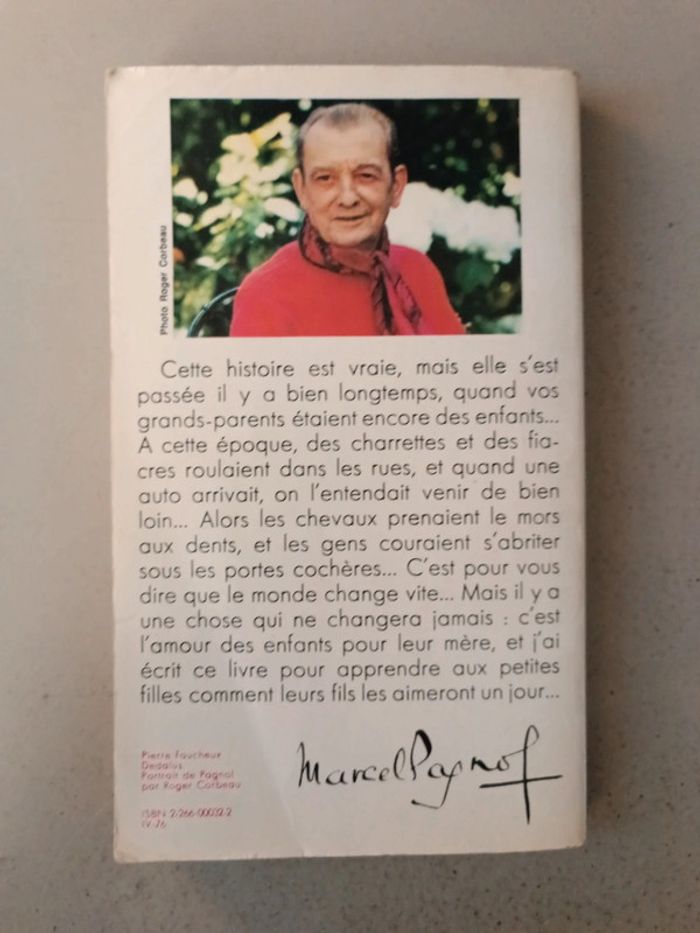 Photo Roger Corbeau
Cette histoire est vraie, mais elle s'est
passée il y a bien longtemps, quand vos
grands-parents étaient encore des enfants...
A cette époque, des charrettes et des fia-
cres roulaient dans les rues, et quand une
auto arrivait, on l'entendait venir de bien
loin... Alors les chevaux prenaient le mors
aux dents, et les gens couraient s'abriter
sous les portes cochères... C'est pour vous
dire que le monde change vite... Mais il y a
une chose qui ne changera jamais : c'est
l'amour des enfants pour leur mère, et j'ai
écrit ce livre pour apprendre aux petites
filles comment leurs fils les aimeront un jour...
Marcel Pagnol
Pierre Faucheux
Dedalus
Portrait de Pagnol
par Roger Corbeau
ISBN 2-266-00032-2
IV-76